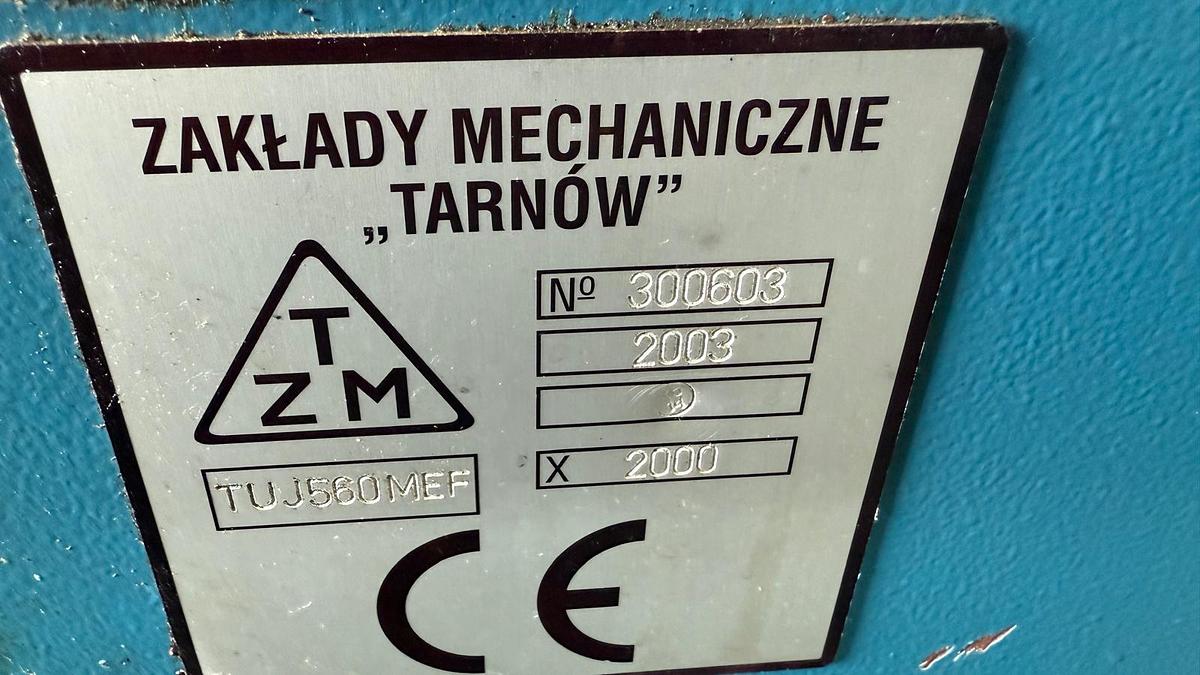 ZAKŁADY MECHANICZNE
„TARNÓW”
T
ZM
Nº 300603
2003
X 2000
TUJ560MEF
CE